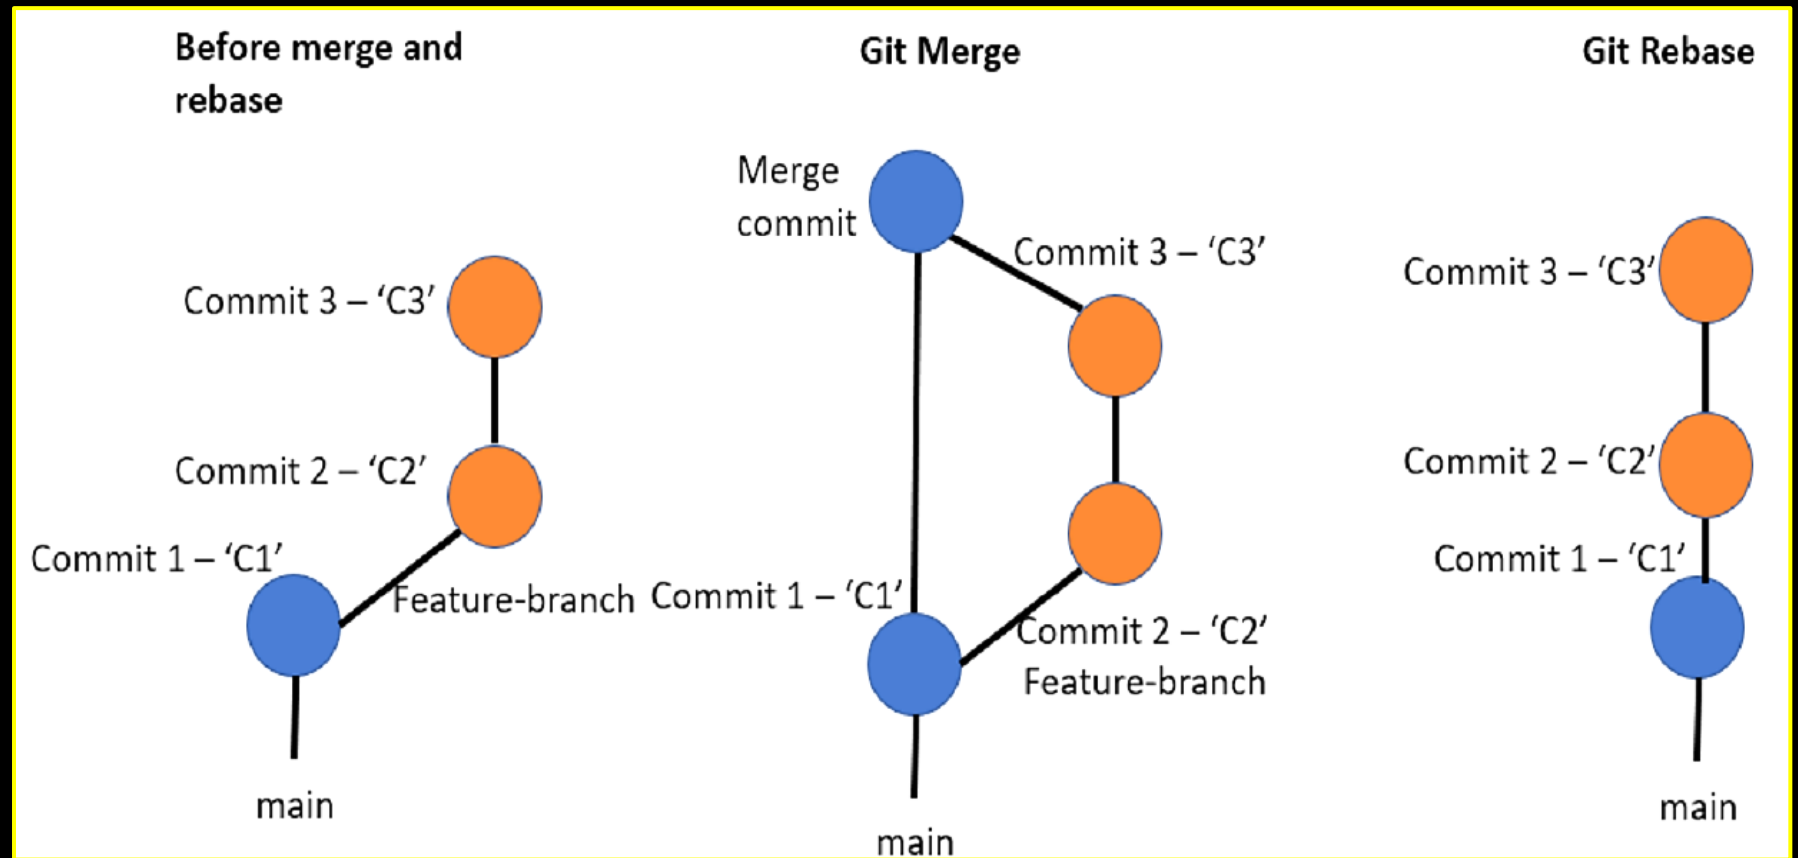 Before merge and
rebase
Commit 3 – ‘C3’
Commit 2 – ‘C2’
Commit 1 – ‘C1’
Feature-branch
main
Git Merge
Merge
commit
Commit 3 – ‘C3’
Commit 1 – ‘C1’
Commit 2 – ‘C2’
Feature-branch
main
Git Rebase
Commit 3 – ‘C3’
Commit 2 – ‘C2’
Commit 1 – ‘C1’
main